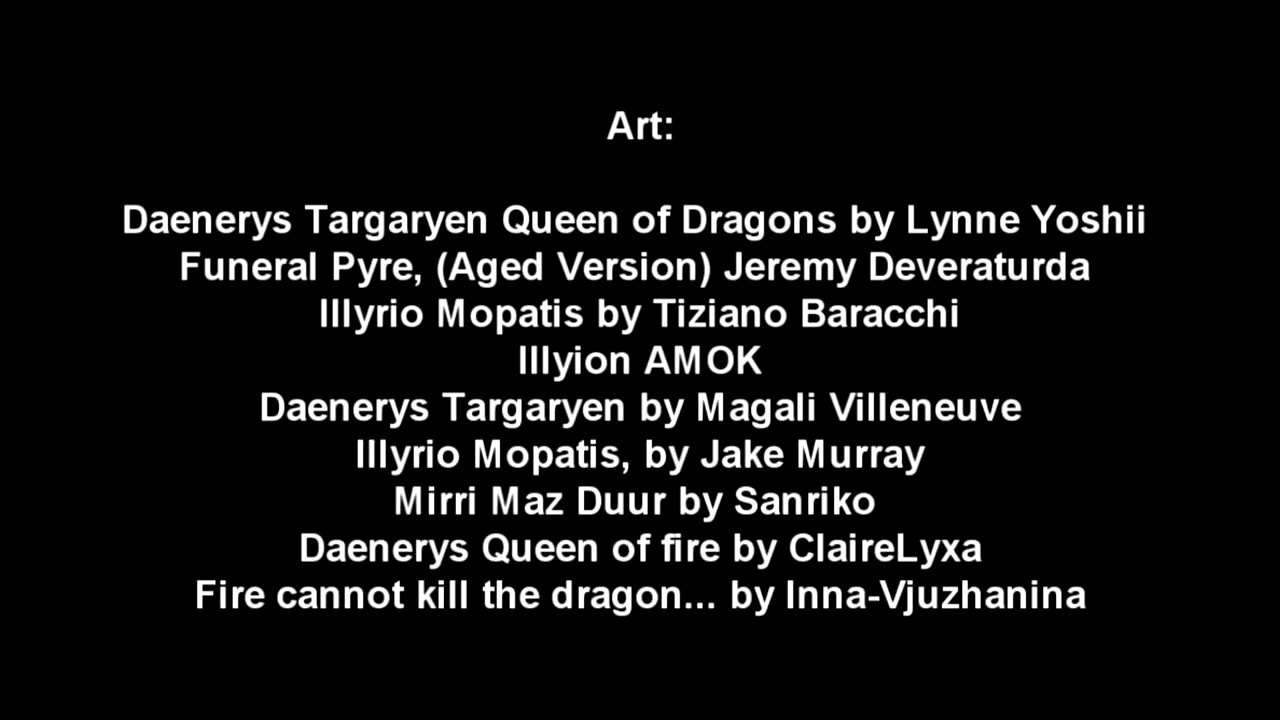 Art:
Daenerys Targaryen Queen of Dragons by Lynne Yoshii
Funeral Pyre, (Aged Version) Jeremy Deveraturda
Illyrio Mopatis by Tiziano Baracchi
Illyion AMOK
Daenerys Targaryen by Magali Villeneuve
Illyrio Mopatis, by Jake Murray
Mirri Maz Duur by Sanriko
Daenerys Queen of fire by ClaireLyxa
Fire cannot kill the dragon... by Inna-Vjuzhanina